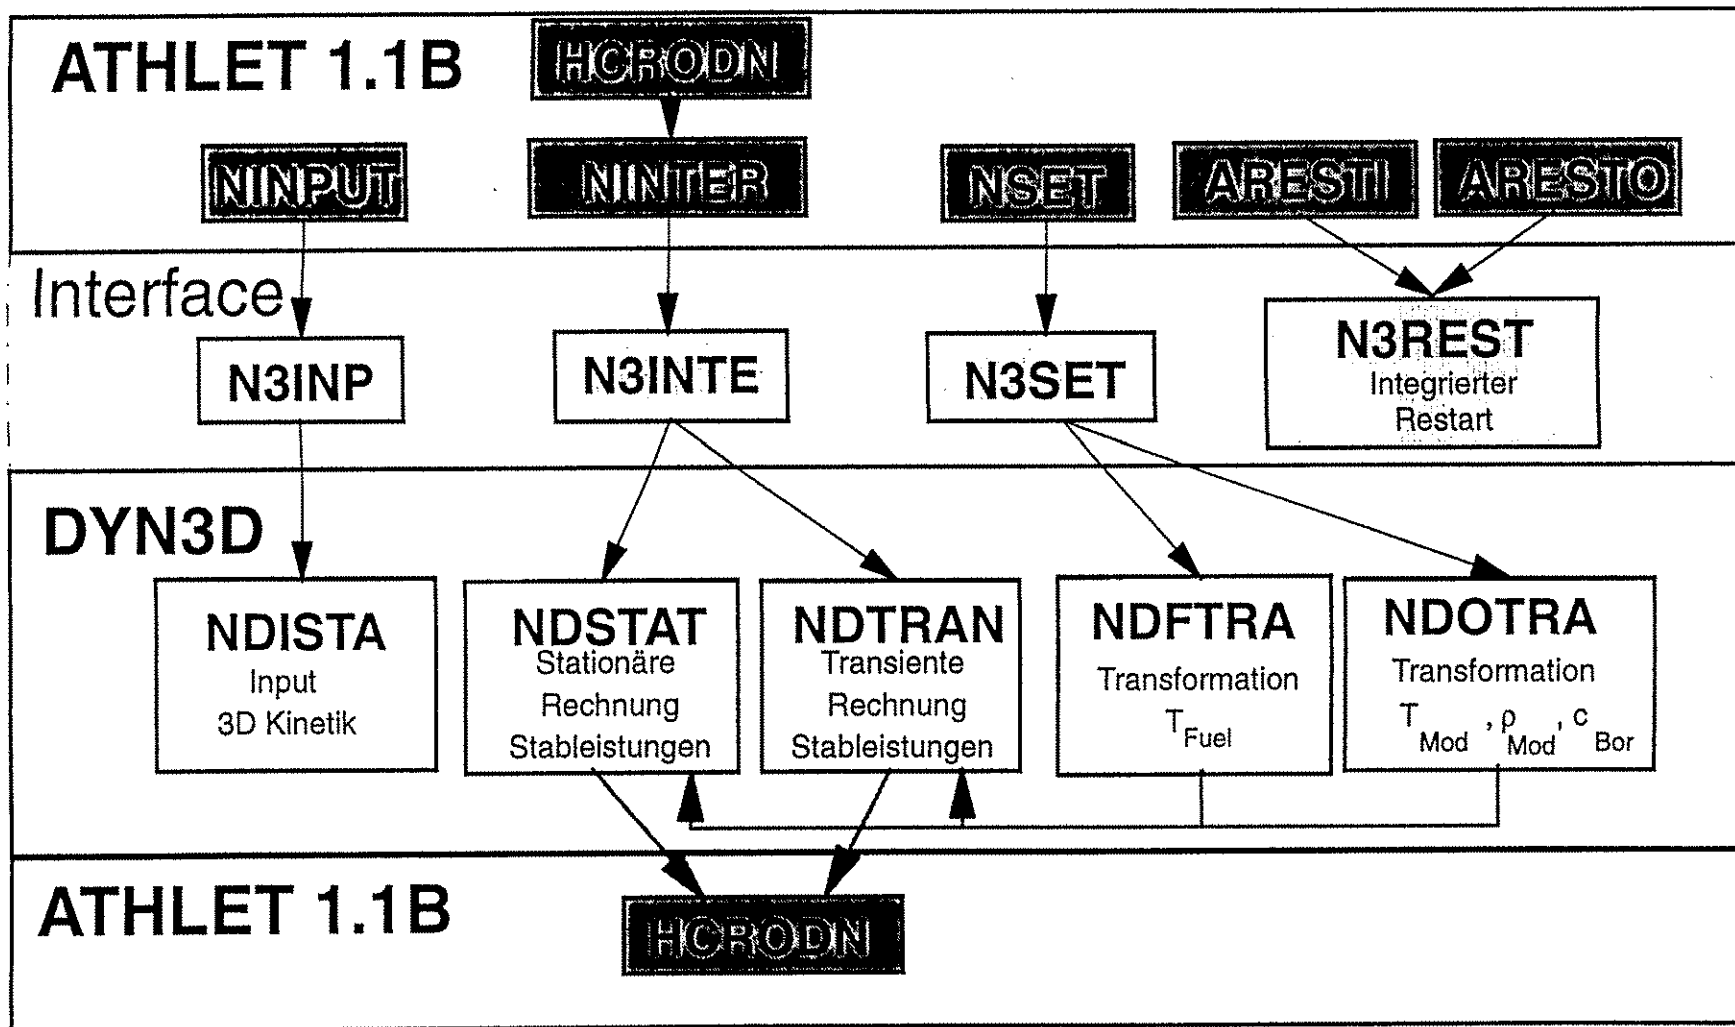 ATHLET 1.1B
HCRODN
NINPUT
NINTER
NSET
ARESTI
ARESTO
Interface
N3INP
N3INTE
N3SET
N3REST
Integrierter
Restart
DYN3D
NDISTA
Input
3D Kinetik
NDSTAT
Stationäre
Rechnung
Stableistungen
NDTRAN
Transiente
Rechnung
Stableistungen
NDFTRA
Transformation
T Fuel
NDOTRA
Transformation
T Mod , ρ Mod, c Bor
ATHLET 1.1B
HCRODN